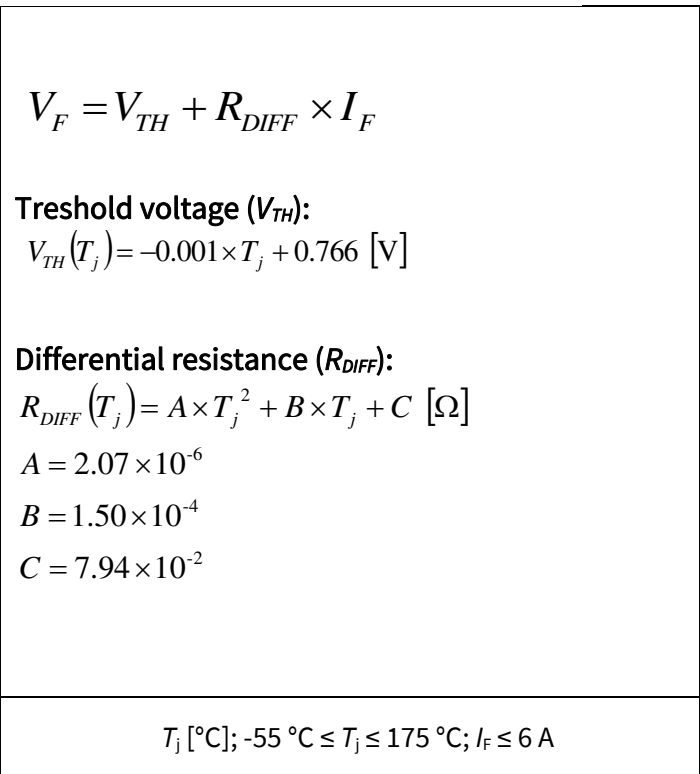 V_F = V_TH + R_DIFF × I_F
Treshold voltage (V_TH):
V_TH(T_j) = –0.001 × T_j + 0.766 [V]
Differential resistance (R_DIFF):
R_DIFF(T_j) = A × T_j² + B × T_j + C [Ω]
A = 2.07 × 10⁻⁶
B = 1.50 × 10⁻⁴
C = 7.94 × 10⁻²
T_j [°C]; -55 °C ≤ T_j ≤ 175 °C; I_F ≤ 6 A